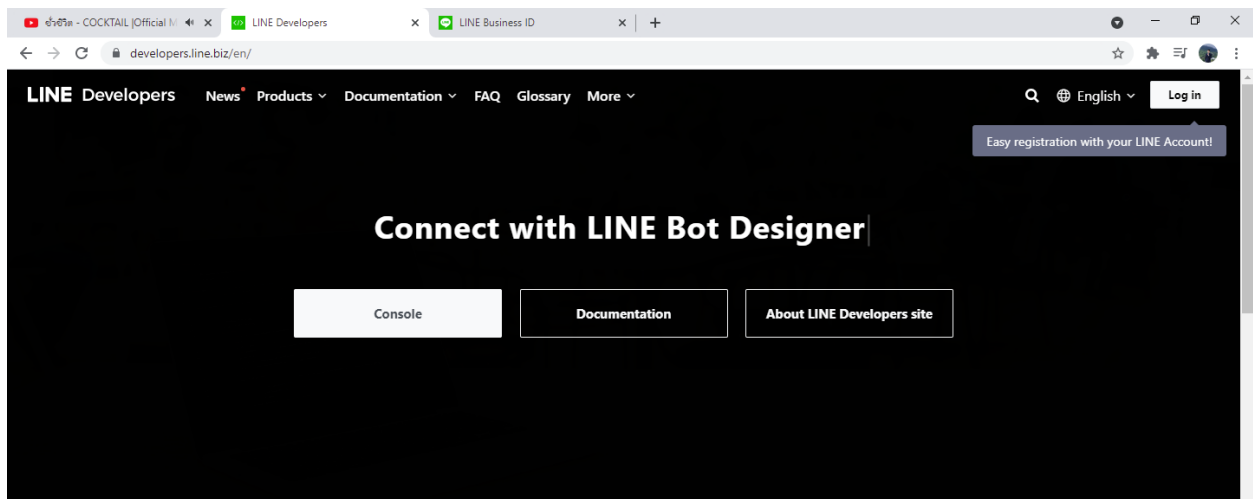 ช้ำชีวิต - COCKTAIL |Official M
LINE Developers
LINE Business ID
developers.line.biz/en/
LINE Developers News Products Documentation FAQ Glossary More English Log in
Easy registration with your LINE Account!
Connect with LINE Bot Designer
Console Documentation About LINE Developers site